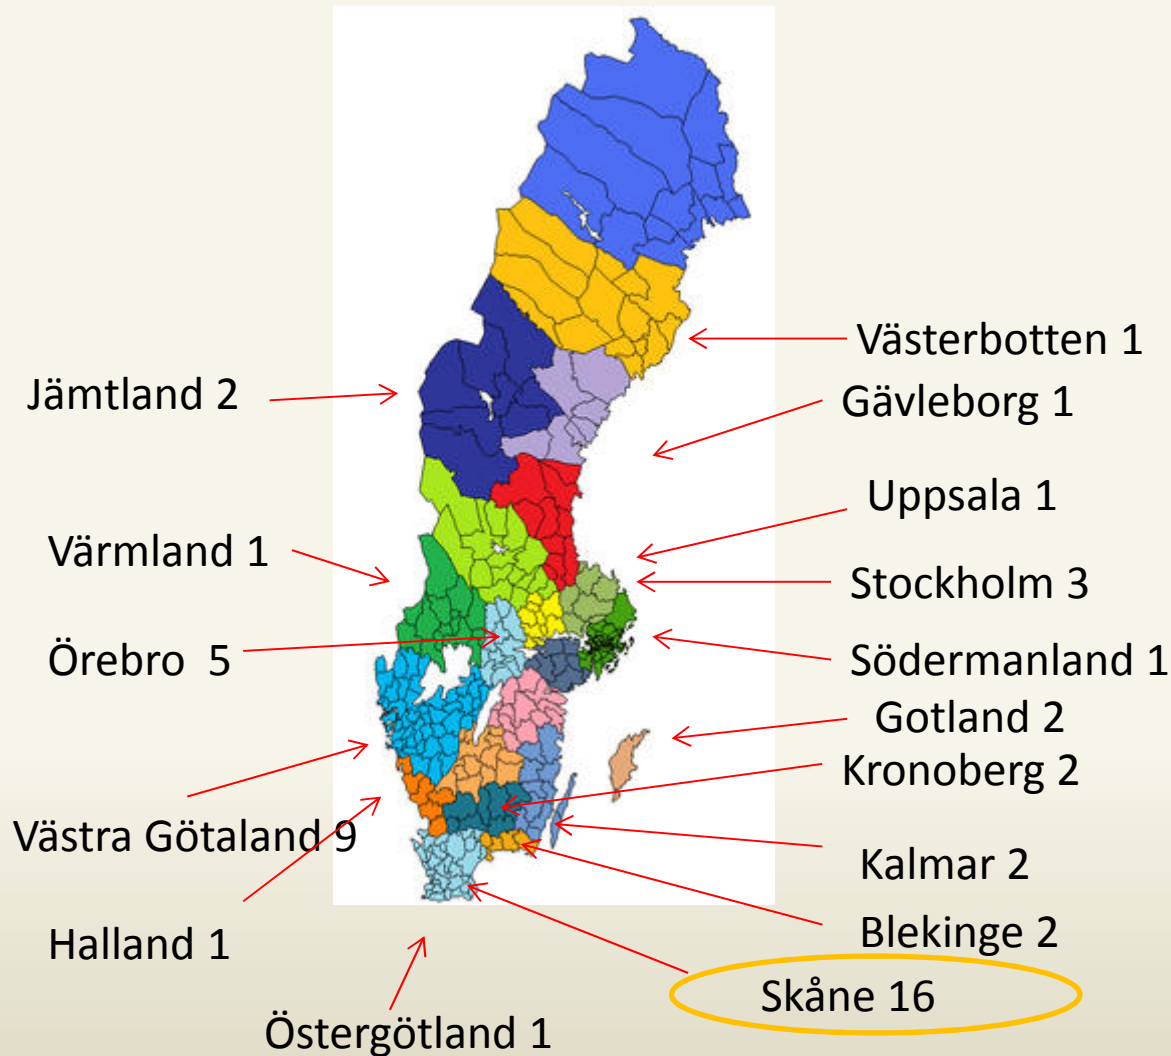 Västerbotten 1
Jämtland 2
Gävleborg 1
Uppsala 1
Värmland 1
Stockholm 3
Örebro 5
Södermanland 1
Gotland 2
Kronoberg 2
Västra Götaland 9
Kalmar 2
Halland 1
Blekinge 2
Skåne 16
Östergötland 1